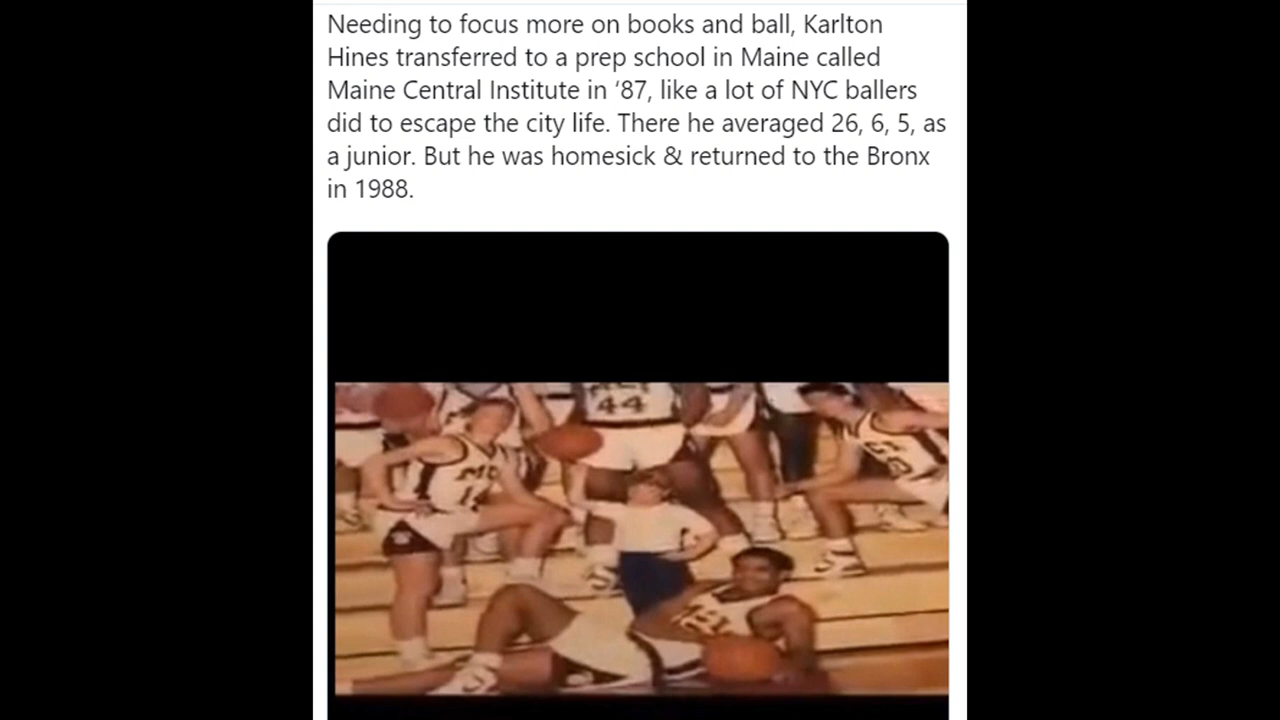 Needing to focus more on books and ball, Karlton
Hines transferred to a prep school in Maine called
Maine Central Institute in ‘87, like a lot of NYC ballers
did to escape the city life. There he averaged 26, 6, 5, as
a junior. But he was homesick & returned to the Bronx
in 1988.
44